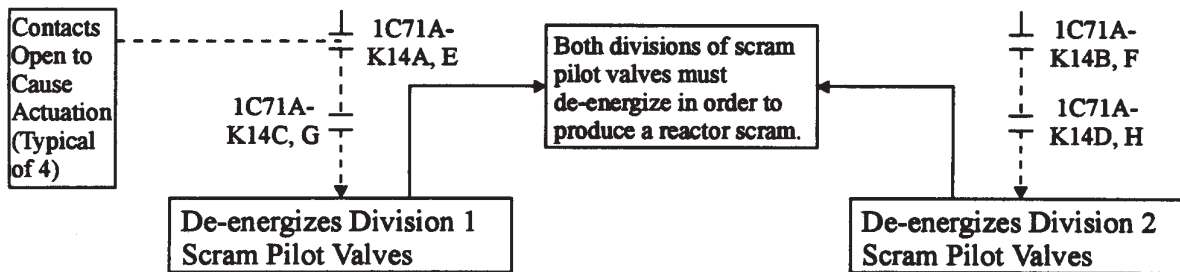 Contacts
Open to
Cause
Actuation
(Typical
of 4)
1C71A-
K14A, E
1C71A-
K14C, G
Both divisions of scram
pilot valves must
de-energize in order to
produce a reactor scram.
1C71A-
K14B, F
1C71A-
K14D, H
De-energizes Division 1
Scram Pilot Valves
De-energizes Division 2
Scram Pilot Valves